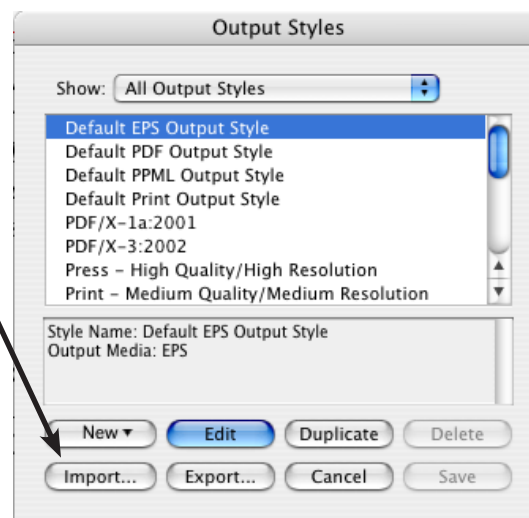 Output Styles
Show: All Output Styles
Default EPS Output Style
Default PDF Output Style
Default PPML Output Style
Default Print Output Style
PDF/X-1a:2001
PDF/X-3:2002
Press - High Quality/High Resolution
Print - Medium Quality/Medium Resolution
Style Name: Default EPS Output Style
Output Media: EPS
New Edit Duplicate Delete
Import... Export... Cancel Save